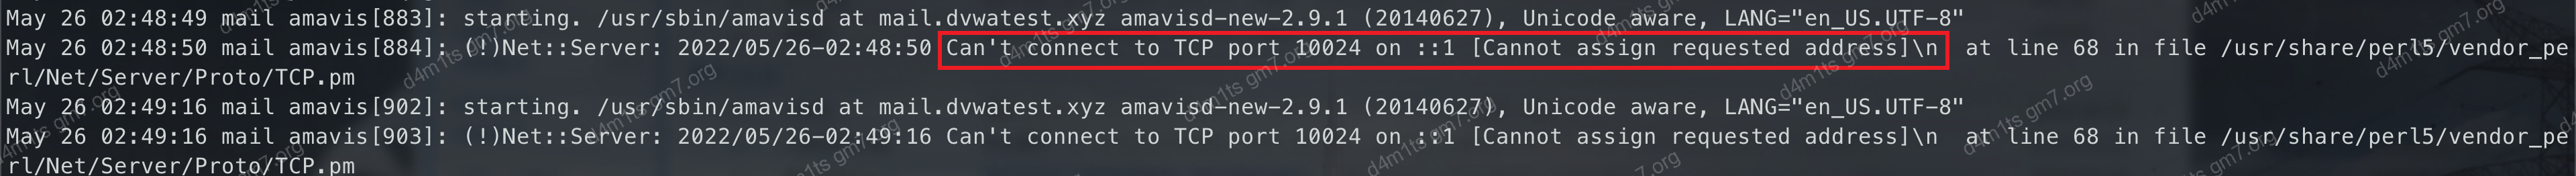 May 26 02:48:49 mail amavis[883]: starting. /usr/sbin/amavisd at mail.dvwatest.xyz amavisd-new-2.9.1 (20140627), Unicode aware, LANG="en_US.UTF-8"
May 26 02:48:50 mail amavis[884]: (!)Net::Server: 2022/05/26-02:48:50 Can't connect to TCP port 10024 on ::1 [Cannot assign requested address]\n  at line 68 in file /usr/share/perl5/vendor_pe
rl/Net/Server/Proto/TCP.pm
May 26 02:49:16 mail amavis[902]: starting. /usr/sbin/amavisd at mail.dvwatest.xyz amavisd-new-2.9.1 (20140627), Unicode aware, LANG="en_US.UTF-8"
May 26 02:49:16 mail amavis[903]: (!)Net::Server: 2022/05/26-02:49:16 Can't connect to TCP port 10024 on ::1 [Cannot assign requested address]\n  at line 68 in file /usr/share/perl5/vendor_pe
rl/Net/Server/Proto/TCP.pm
d4m1ts gm7.org